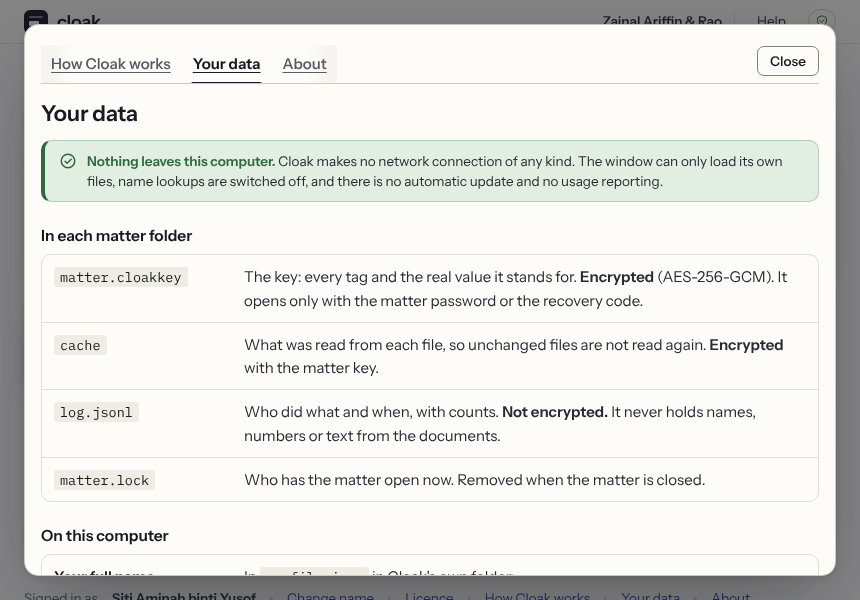 cloak
Zainal Ariffin & Rao
Help
How Cloak works
Your data
About
Close
Your data
Nothing leaves this computer. Cloak makes no network connection of any kind. The window can only load its own
files, name lookups are switched off, and there is no automatic update and no usage reporting.
In each matter folder
matter.cloakkey
The key: every tag and the real value it stands for. Encrypted (AES-256-GCM). It
opens only with the matter password or the recovery code.
cache
What was read from each file, so unchanged files are not read again. Encrypted
with the matter key.
log.jsonl
Who did what and when, with counts. Not encrypted. It never holds names,
numbers or text from the documents.
matter.lock
Who has the matter open now. Removed when the matter is closed.
On this computer
Your full name
In in Cloak's own folder
Signed in as Siti Aminah binti Yusof · Change name · Licence · How Cloak works · Your data · About